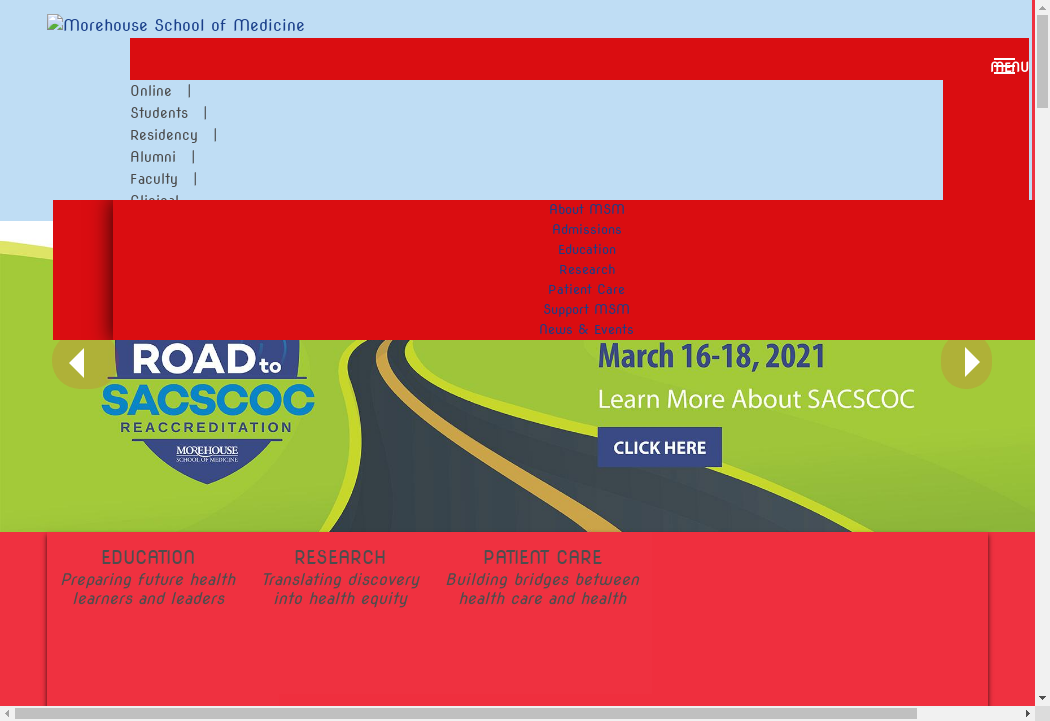 Morehouse School of Medicine
MENU
Online |
Students |
Residency |
Alumni |
Faculty |
Clinical
About MSM
Admissions
Education
Research
Patient Care
Support MSM
News & Events
ROAD to
SACSCOC
REACCREDITATION
MOREHOUSE
SCHOOL OF MEDICINE
March 16-18, 2021
Learn More About SACSCOC
CLICK HERE
EDUCATION
Preparing future health
learners and leaders
RESEARCH
Translating discovery
into health equity
PATIENT CARE
Building bridges between
health care and health